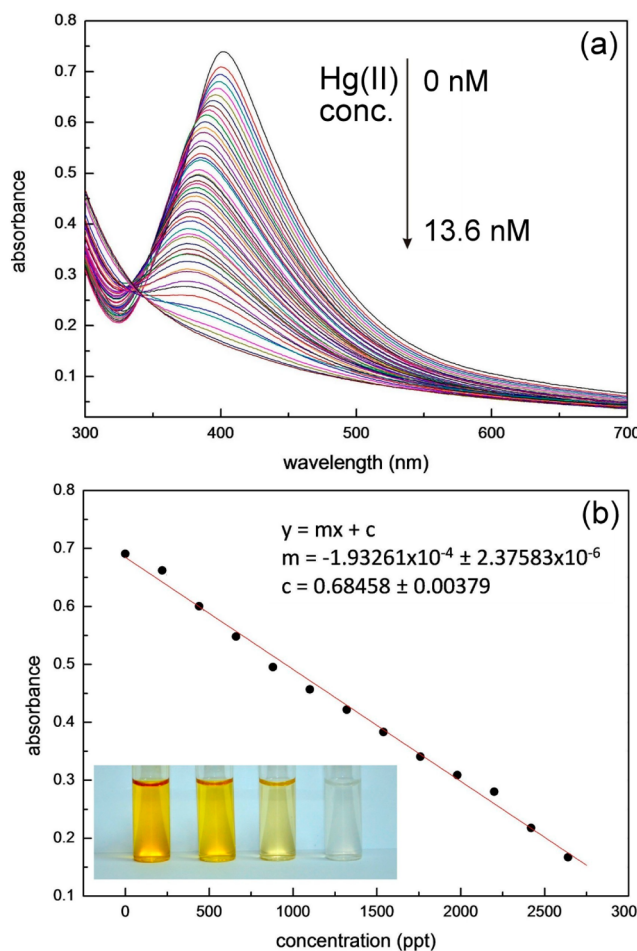 (a)
0.8
0.7
0.6
0.5
0.4
0.3
0.2
0.1
absorbance
Hg(II)
conc.
0 nM
13.6 nM
300
400
500
600
700
wavelength (nm)
(b)
0.8
0.7
0.6
0.5
0.4
0.3
0.2
0.1
absorbance
y = mx + c
m = -1.93261x10⁻⁴ ± 2.37583x10⁻⁶
c = 0.68458 ± 0.00379
0
500
1000
1500
2000
2500
300
concentration (ppt)